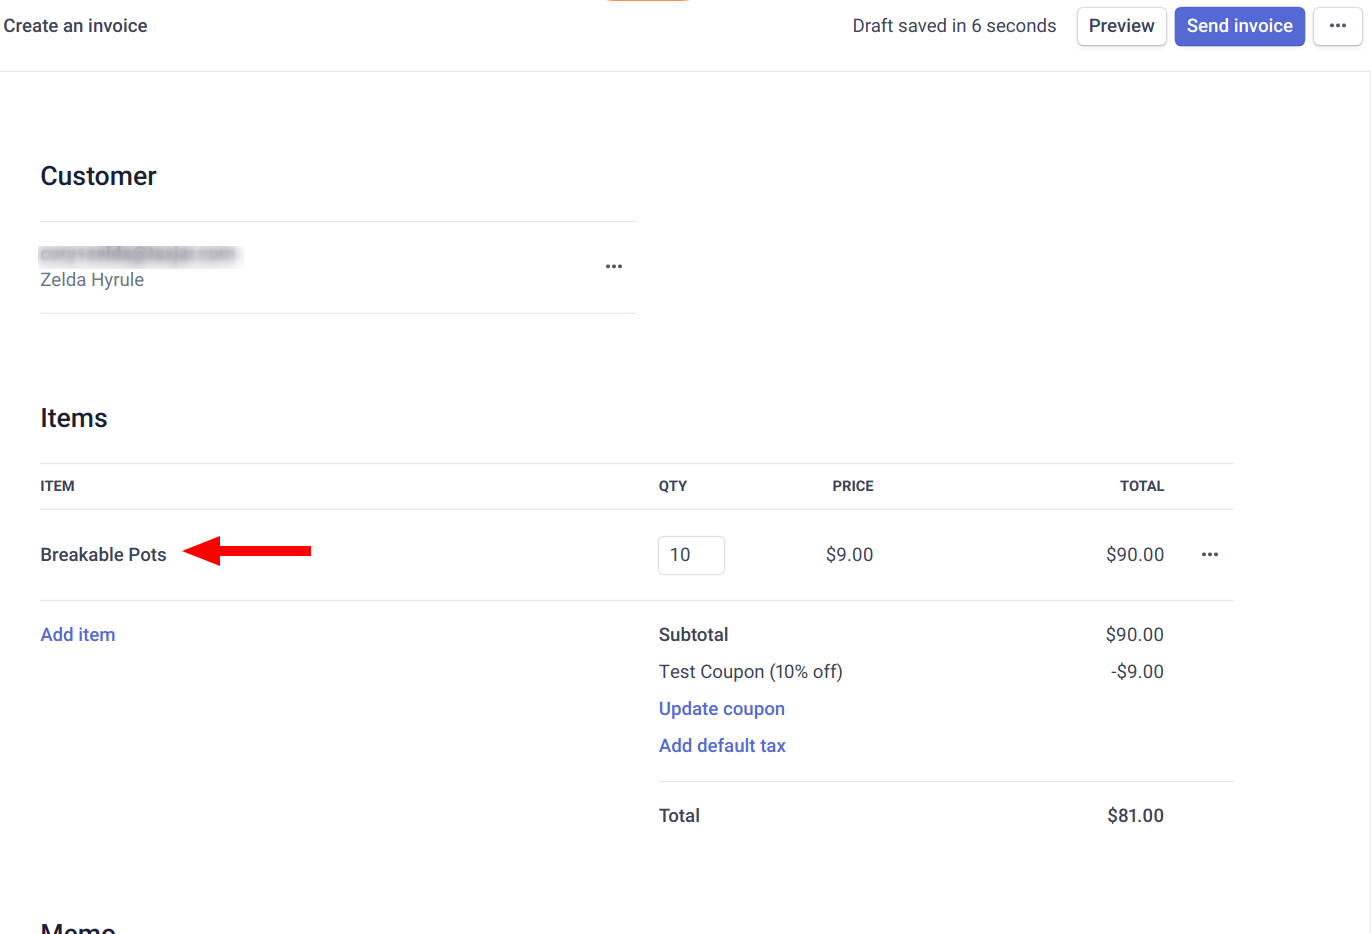 Create an invoice
Draft saved in 6 seconds
Preview
Send invoice
Customer
Zelda Hyrule
Items
ITEM QTY PRICE TOTAL
Breakable Pots 10 $9.00 $90.00
Add item
Subtotal $90.00
Test Coupon (10% off) -$9.00
Update coupon
Add default tax
Total $81.00
Memo